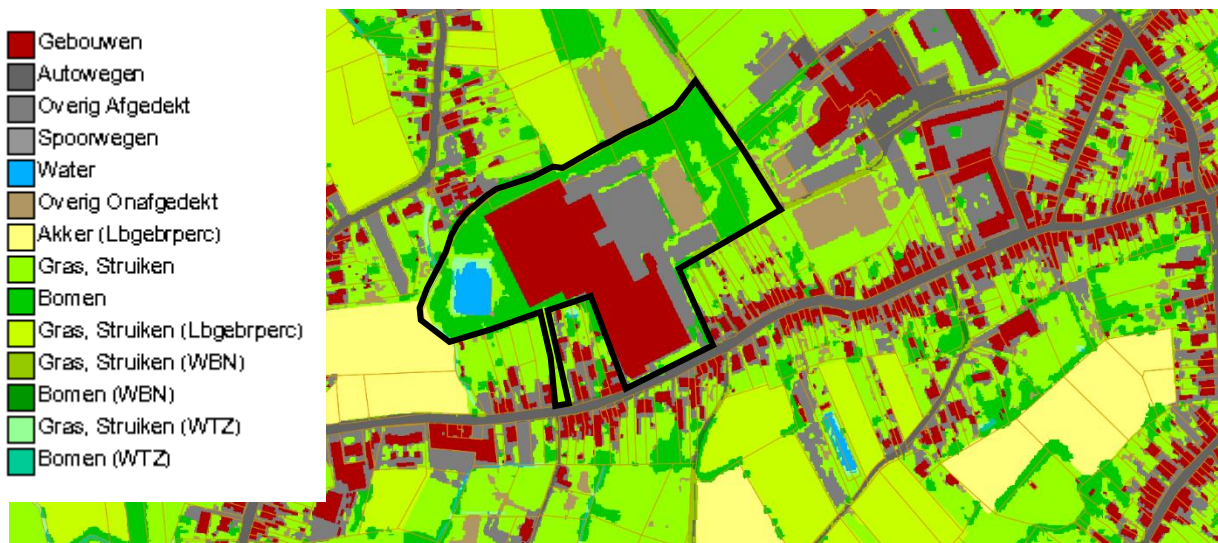 Gebouwen
Autowegen
Overig Afgedekt
Spoorwegen
Water
Overig Onafgedekt
Akker (Lbgebrperc)
Gras, Struiken
Bomen
Gras, Struiken (Lbgebrperc)
Gras, Struiken (WBN)
Bomen (WBN)
Gras, Struiken (WTZ)
Bomen (WTZ)